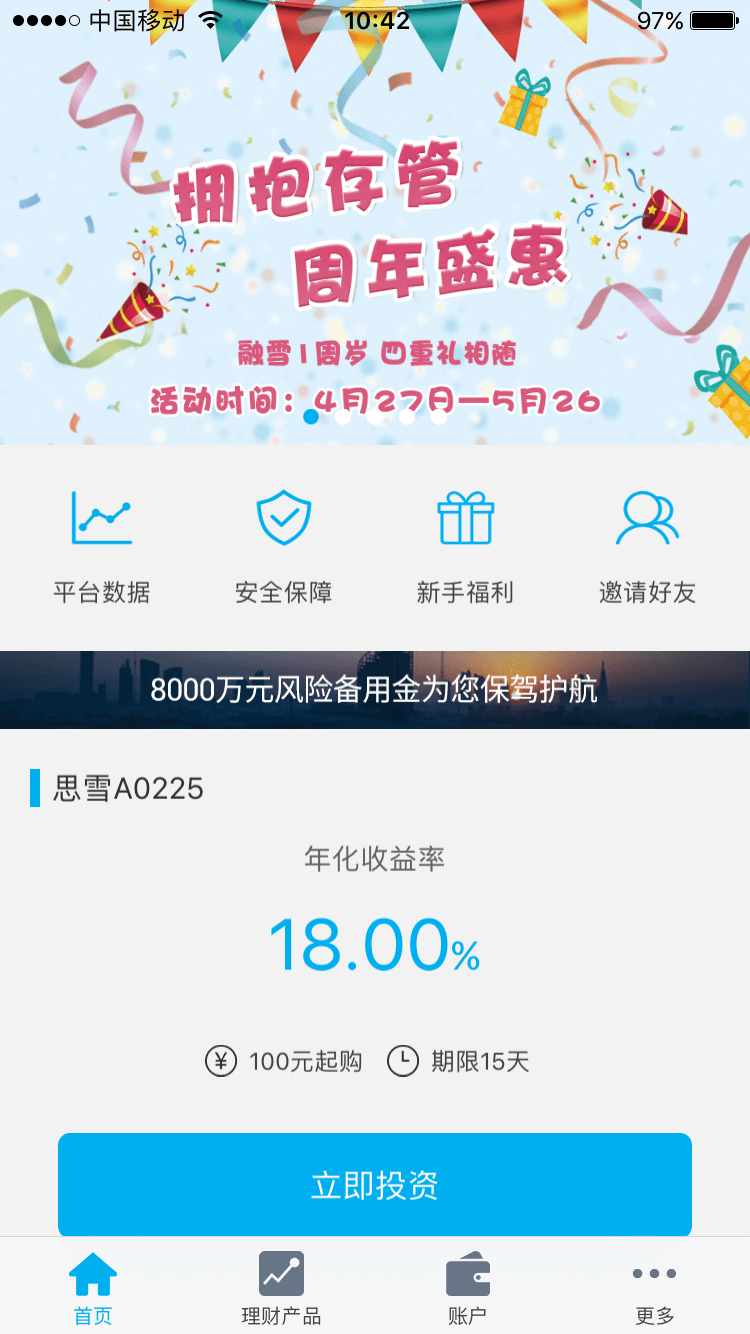 中国移动
10:42
97%
拥抱存管
周年盛惠
融雪1周岁 四重礼相随
活动时间：4月27日—5月26
平台数据
安全保障
新手福利
邀请好友
8000万元风险备用金为您保驾护航
思雪A0225
年化收益率
18.00%
¥ 100元起购
期限15天
立即投资
首页
理财产品
账户
更多